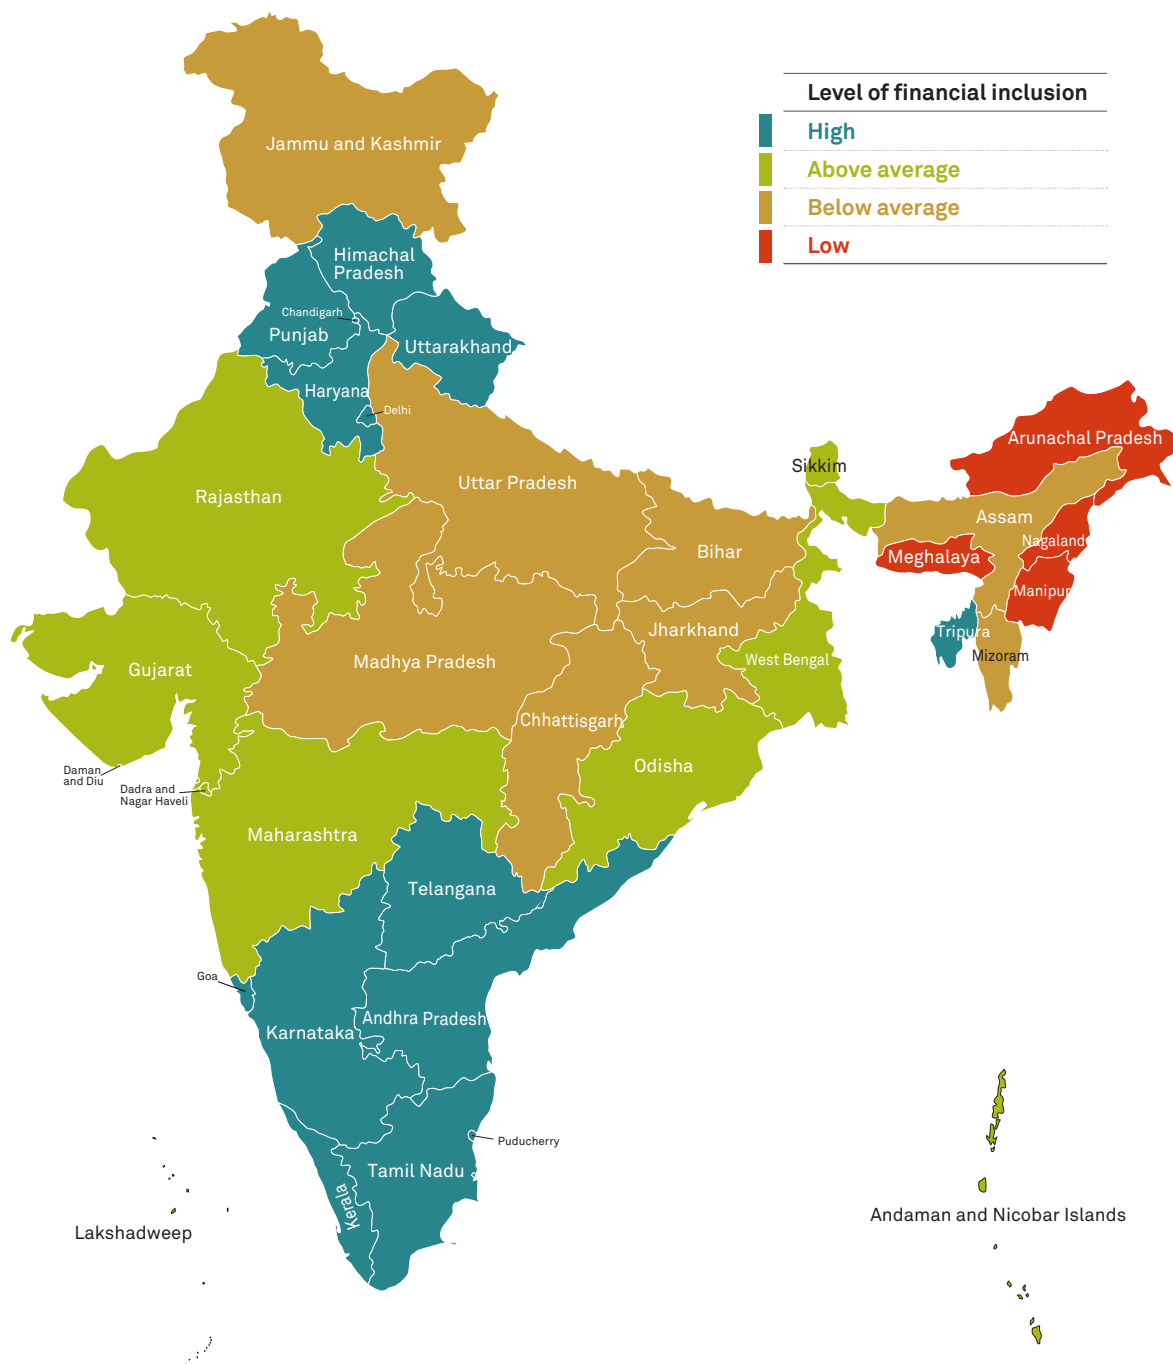 Level of financial inclusion
High
Above average
Below average
Low
Jammu and Kashmir
Himachal
Pradesh
Chandigarh
Punjab
Uttarakhand
Haryana
Delhi
Arunachal Pradesh
Sikkim
Uttar Pradesh
Rajasthan
Assam
Nagaland
Bihar
Meghalaya
Manipur
Jharkhand
Tripura
Mizoram
West Bengal
Madhya Pradesh
Gujarat
Chhattisgarh
Odisha
Daman
and Diu
Dadra and
Nagar Haveli
Maharashtra
Telangana
Goa
Andhra Pradesh
Karnataka
Puducherry
Tamil Nadu
Kerala
Lakshadweep
Andaman and Nicobar Islands